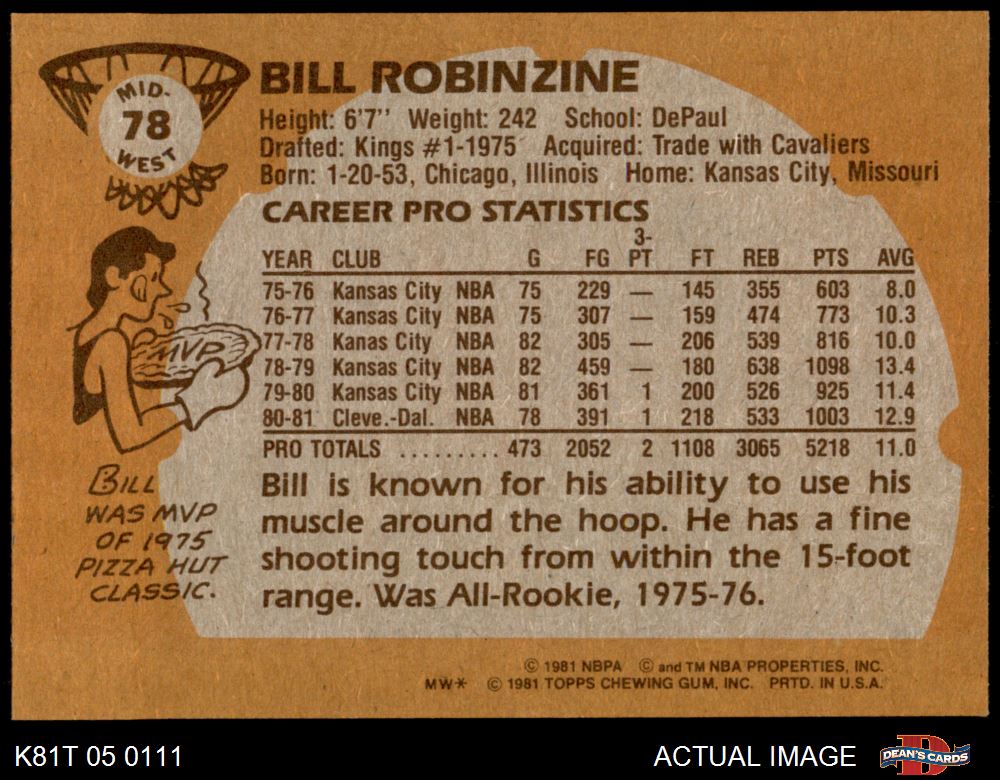 MID-
78
WEST
BILL ROBINZINE
Height: 6'7'' Weight: 242 School: DePaul
Drafted: Kings #1-1975 Acquired: Trade with Cavaliers
Born: 1-20-53, Chicago, Illinois Home: Kansas City, Missouri
CAREER PRO STATISTICS
YEAR CLUB G FG 3-PT FT REB PTS AVG
75-76 Kansas City NBA 75 229 — 145 355 603 8.0
76-77 Kansas City NBA 75 307 — 159 474 773 10.3
77-78 Kanas City NBA 82 305 — 206 539 816 10.0
78-79 Kansas City NBA 82 459 — 180 638 1098 13.4
79-80 Kansas City NBA 81 361 1 200 526 925 11.4
80-81 Cleve.-Dal. NBA 78 391 1 218 533 1003 12.9
PRO TOTALS ......... 473 2052 2 1108 3065 5218 11.0
MVP
BILL
WAS MVP
OF 1975
PIZZA HUT
CLASSIC.
Bill is known for his ability to use his
muscle around the hoop. He has a fine
shooting touch from within the 15-foot
range. Was All-Rookie, 1975-76.
© 1981 NBPA © and TM NBA PROPERTIES, INC.
MW* © 1981 TOPPS CHEWING GUM, INC. PRTD. IN U.S.A.
K81T 05 0111
ACTUAL IMAGE
DEAN'S CARDS